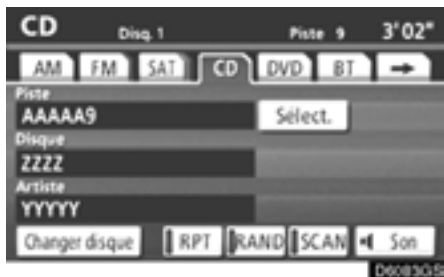 CD Disq. 1 Piste 9 3'02"
AM FM SAT CD DVD BT
Piste
AAAAA9 Sélect.
Disque
ZZZZ
Artiste
YYYYY
Changer disque RPT RAND SCAN Son